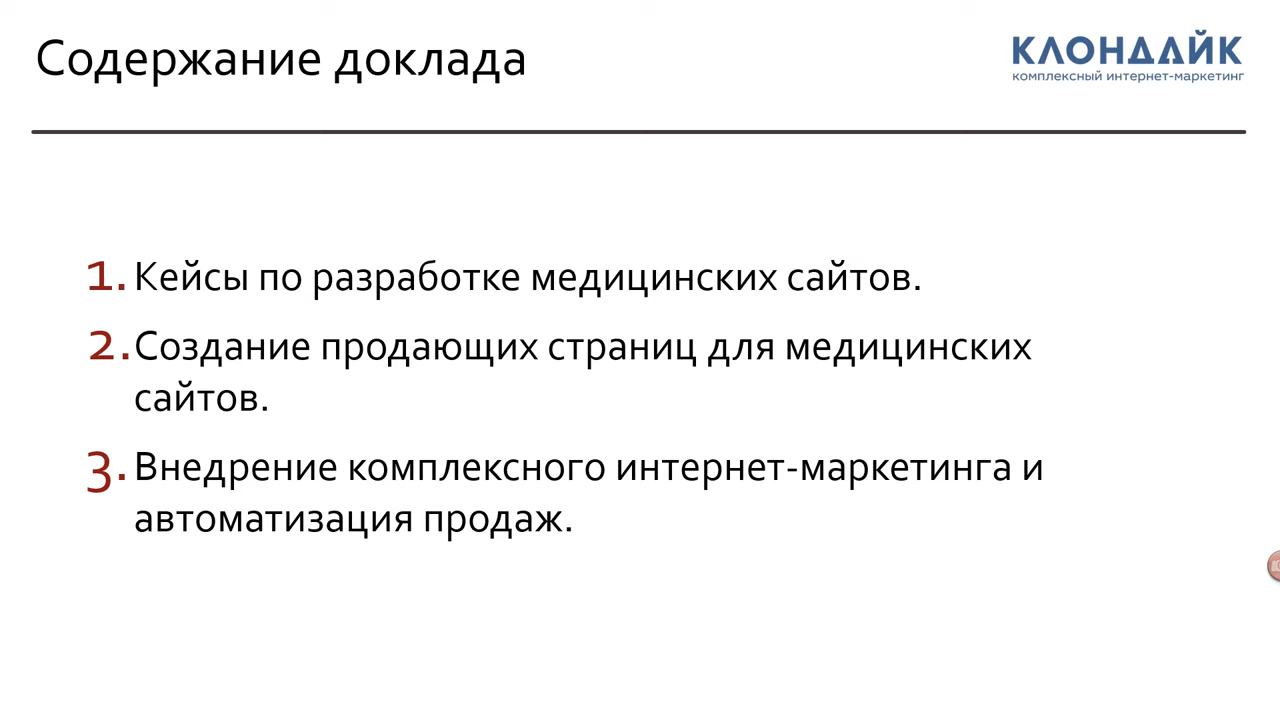 Содержание доклада
КЛОНДАЙК
комплексный интернет-маркетинг
1. Кейсы по разработке медицинских сайтов.
2. Создание продающих страниц для медицинских
сайтов.
3. Внедрение комплексного интернет-маркетинга и
автоматизация продаж.